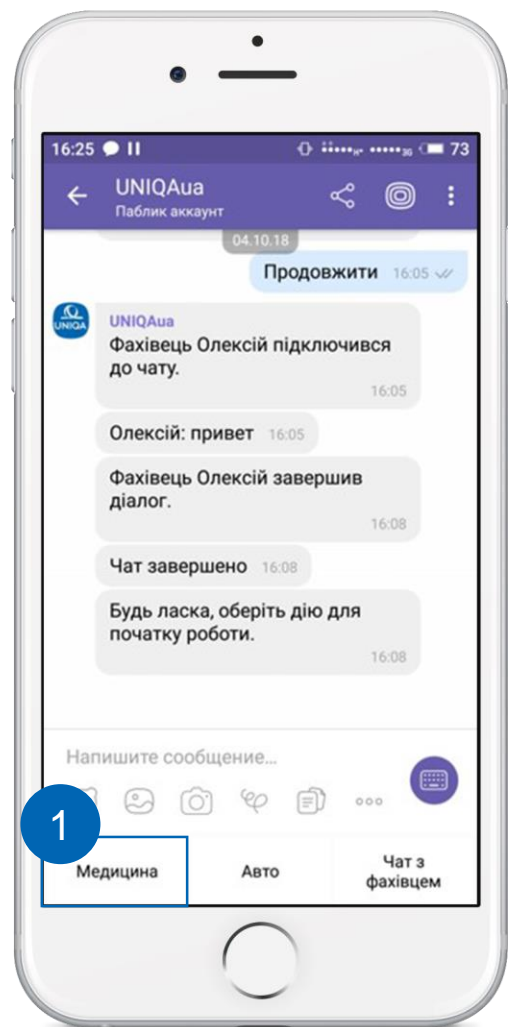 16:25
H+
3G
73
UNIQAua
Паблик аккаунт
04.10.18
Продовжити 16:05
UNIQA
UNIQAua
Фахівець Олексій підключився
до чату.
16:05
Олексій: привет 16:05
Фахівець Олексій завершив
діалог.
16:08
Чат завершено 16:08
Будь ласка, оберіть дію для
початку роботи.
16:08
Напишите сообщение...
1
Медицина
Авто
Чат з
фахівцем